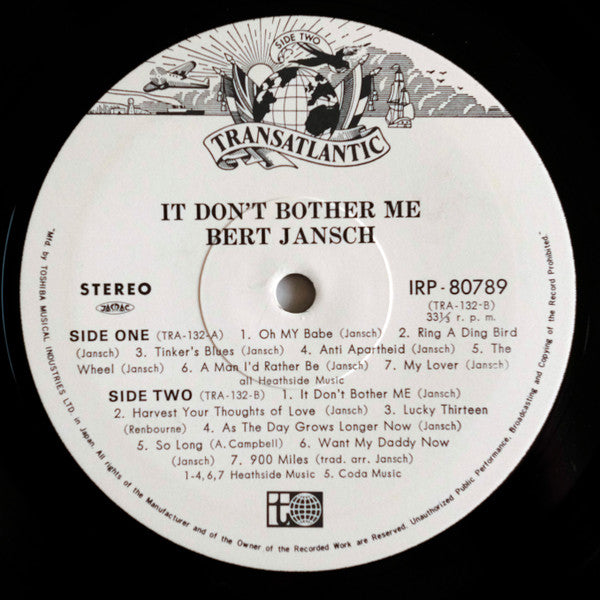 SIDE TWO
TRANSATLANTIC
IT DON'T BOTHER ME
BERT JANSCH
STEREO
JASRAC
IRP-80789
(TRA-132-B)
33⅓ r. p. m.
SIDE ONE (TRA-132-A) 1. Oh MY Babe (Jansch) 2. Ring A Ding Bird
(Jansch) 3. Tinker's Blues (Jansch) 4. Anti Apartheid (Jansch) 5. The
Wheel (Jansch) 6. A Man I'd Rather Be (Jansch) 7. My Lover (Jansch)
all Heathside Music
SIDE TWO (TRA-132-B) 1. It Don't Bother ME (Jansch)
2. Harvest Your Thoughts of Love (Jansch) 3. Lucky Thirteen
(Renbourne) 4. As The Day Grows Longer Now (Jansch)
5. So Long (A. Campbell) 6. Want My Daddy Now
(Jansch) 7. 900 Miles (trad. arr. Jansch)
1-4,6,7 Heathside Music 5. Coda Music
"Mfd. by TOSHIBA MUSICAL INDUSTRIES LTD. in Japan. All rights of the Manufacturer and of the Owner of the Recorded Work are Reserved. Unauthorized Public Performance, Broadcasting and Copying of the Record Prohibited."